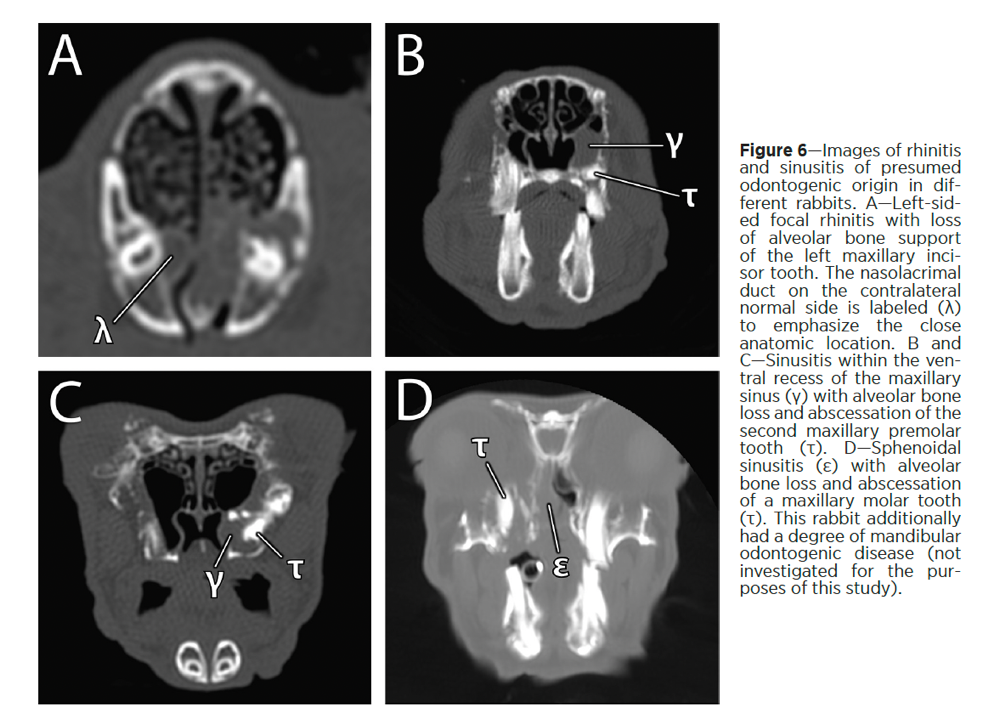 A
B
γ
τ
λ
C
D
τ
γ
τ
ε
Figure 6—Images of rhinitis
and sinusitis of presumed
odontogenic origin in dif-
ferent rabbits. A—Left-sid-
ed focal rhinitis with loss
of alveolar bone support
of the left maxillary inci-
sor tooth. The nasolacrimal
duct on the contralateral
normal side is labeled (λ)
to emphasize the close
anatomic location. B and
C—Sinusitis within the ven-
tral recess of the maxillary
sinus (γ) with alveolar bone
loss and abscessation of the
second maxillary premolar
tooth (τ). D—Sphenoidal
sinusitis (ε) with alveolar
bone loss and abscessation
of a maxillary molar tooth
(τ). This rabbit additionally
had a degree of mandibular
odontogenic disease (not
investigated for the pur-
poses of this study).